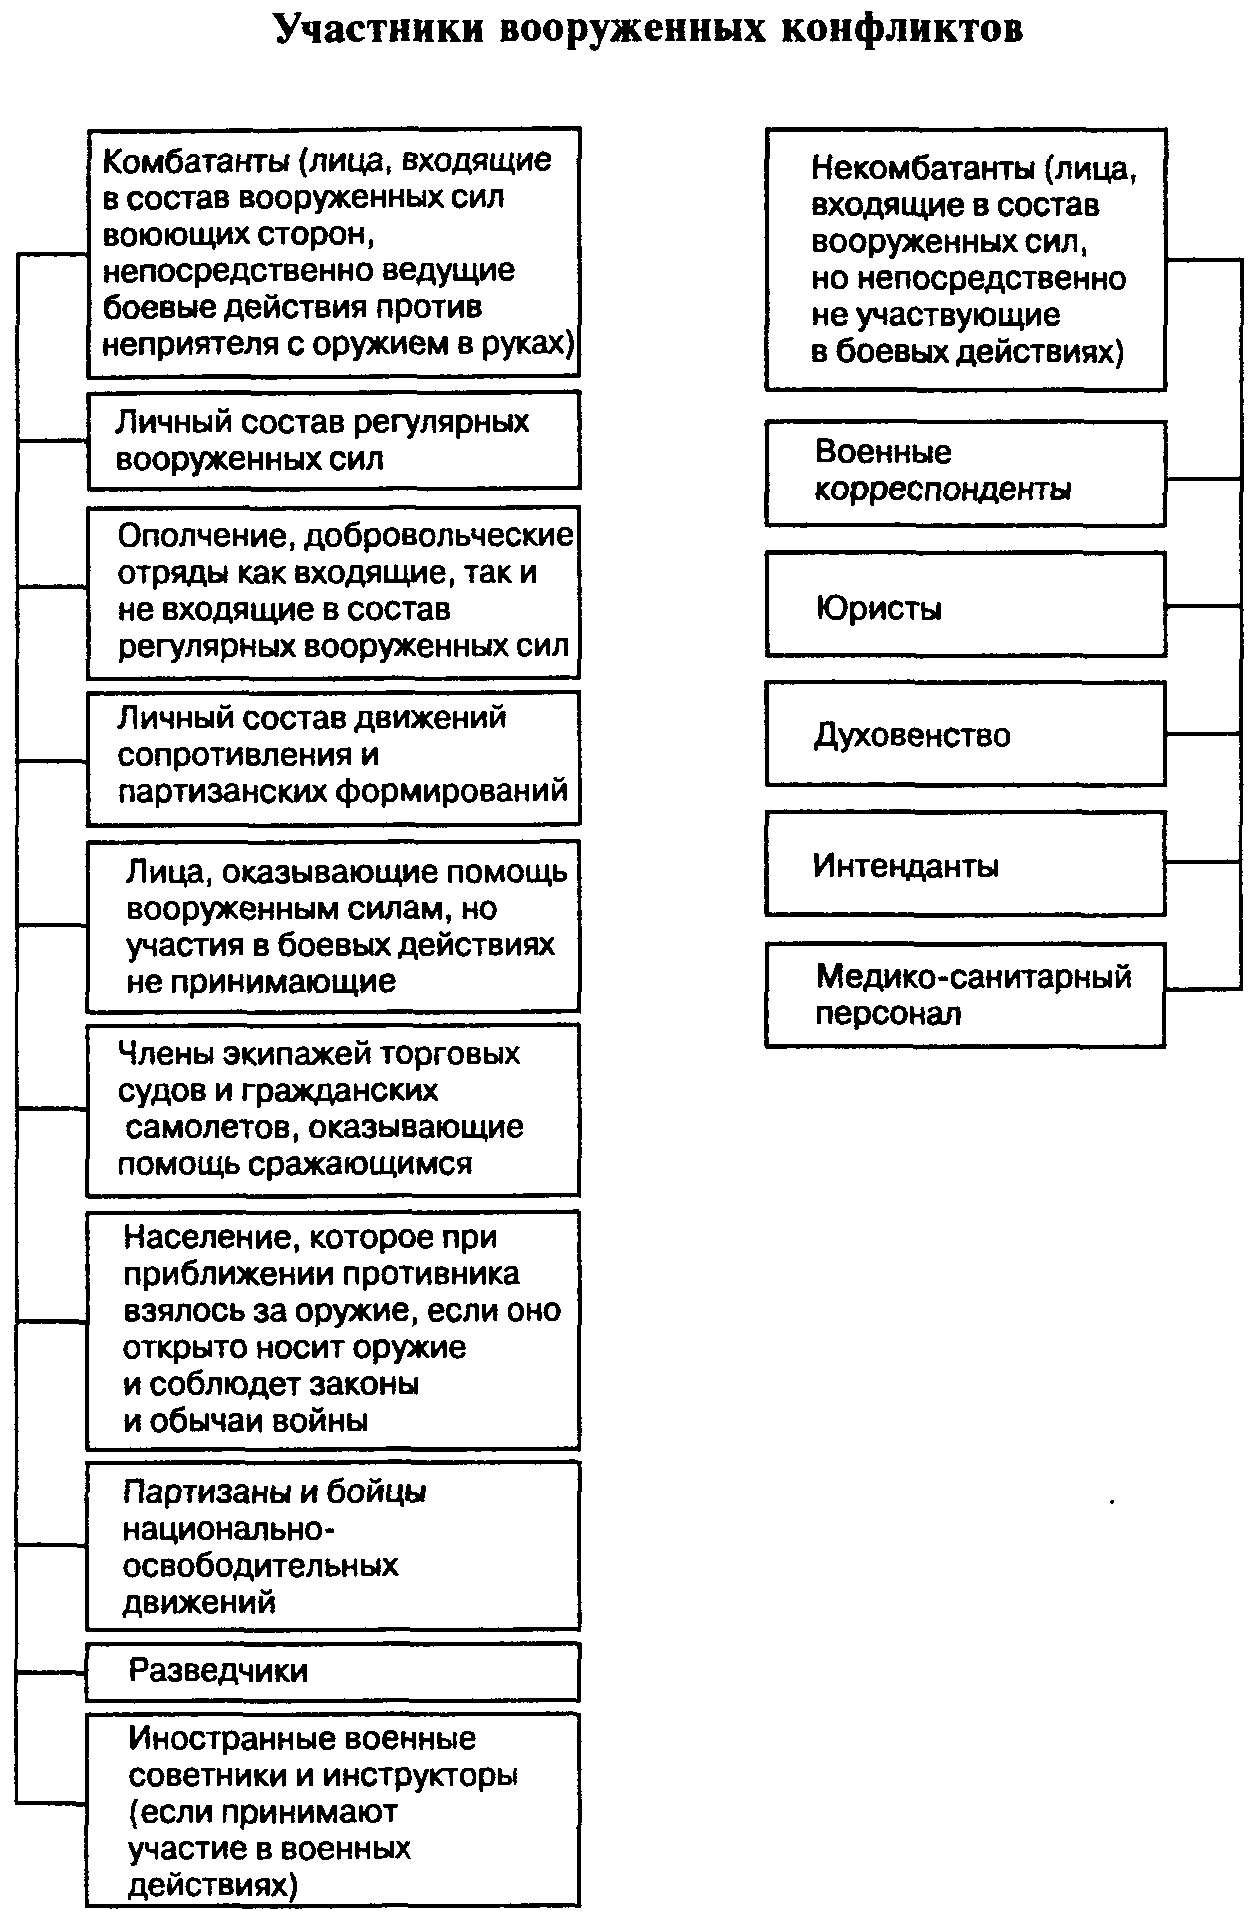 Участники вооруженных конфликтов
Комбатанты (лица, входящие
в состав вооруженных сил
воюющих сторон,
непосредственно ведущие
боевые действия против
неприятеля с оружием в руках)
Личный состав регулярных
вооруженных сил
Ополчение, добровольческие
отряды как входящие, так и
не входящие в состав
регулярных вооруженных сил
Личный состав движений
сопротивления и
партизанских формирований
Лица, оказывающие помощь
вооруженным силам, но
участия в боевых действиях
не принимающие
Члены экипажей торговых
судов и гражданских
самолетов, оказывающие
помощь сражающимся
Население, которое при
приближении противника
взялось за оружие, если оно
открыто носит оружие
и соблюдет законы
и обычаи войны
Партизаны и бойцы
национально-
освободительных
движений
Разведчики
Иностранные военные
советники и инструкторы
(если принимают
участие в военных
действиях)
Некомбатанты (лица,
входящие в состав
вооруженных сил,
но непосредственно
не участвующие
в боевых действиях)
Военные
корреспонденты
Юристы
Духовенство
Интенданты
Медико-санитарный
персонал